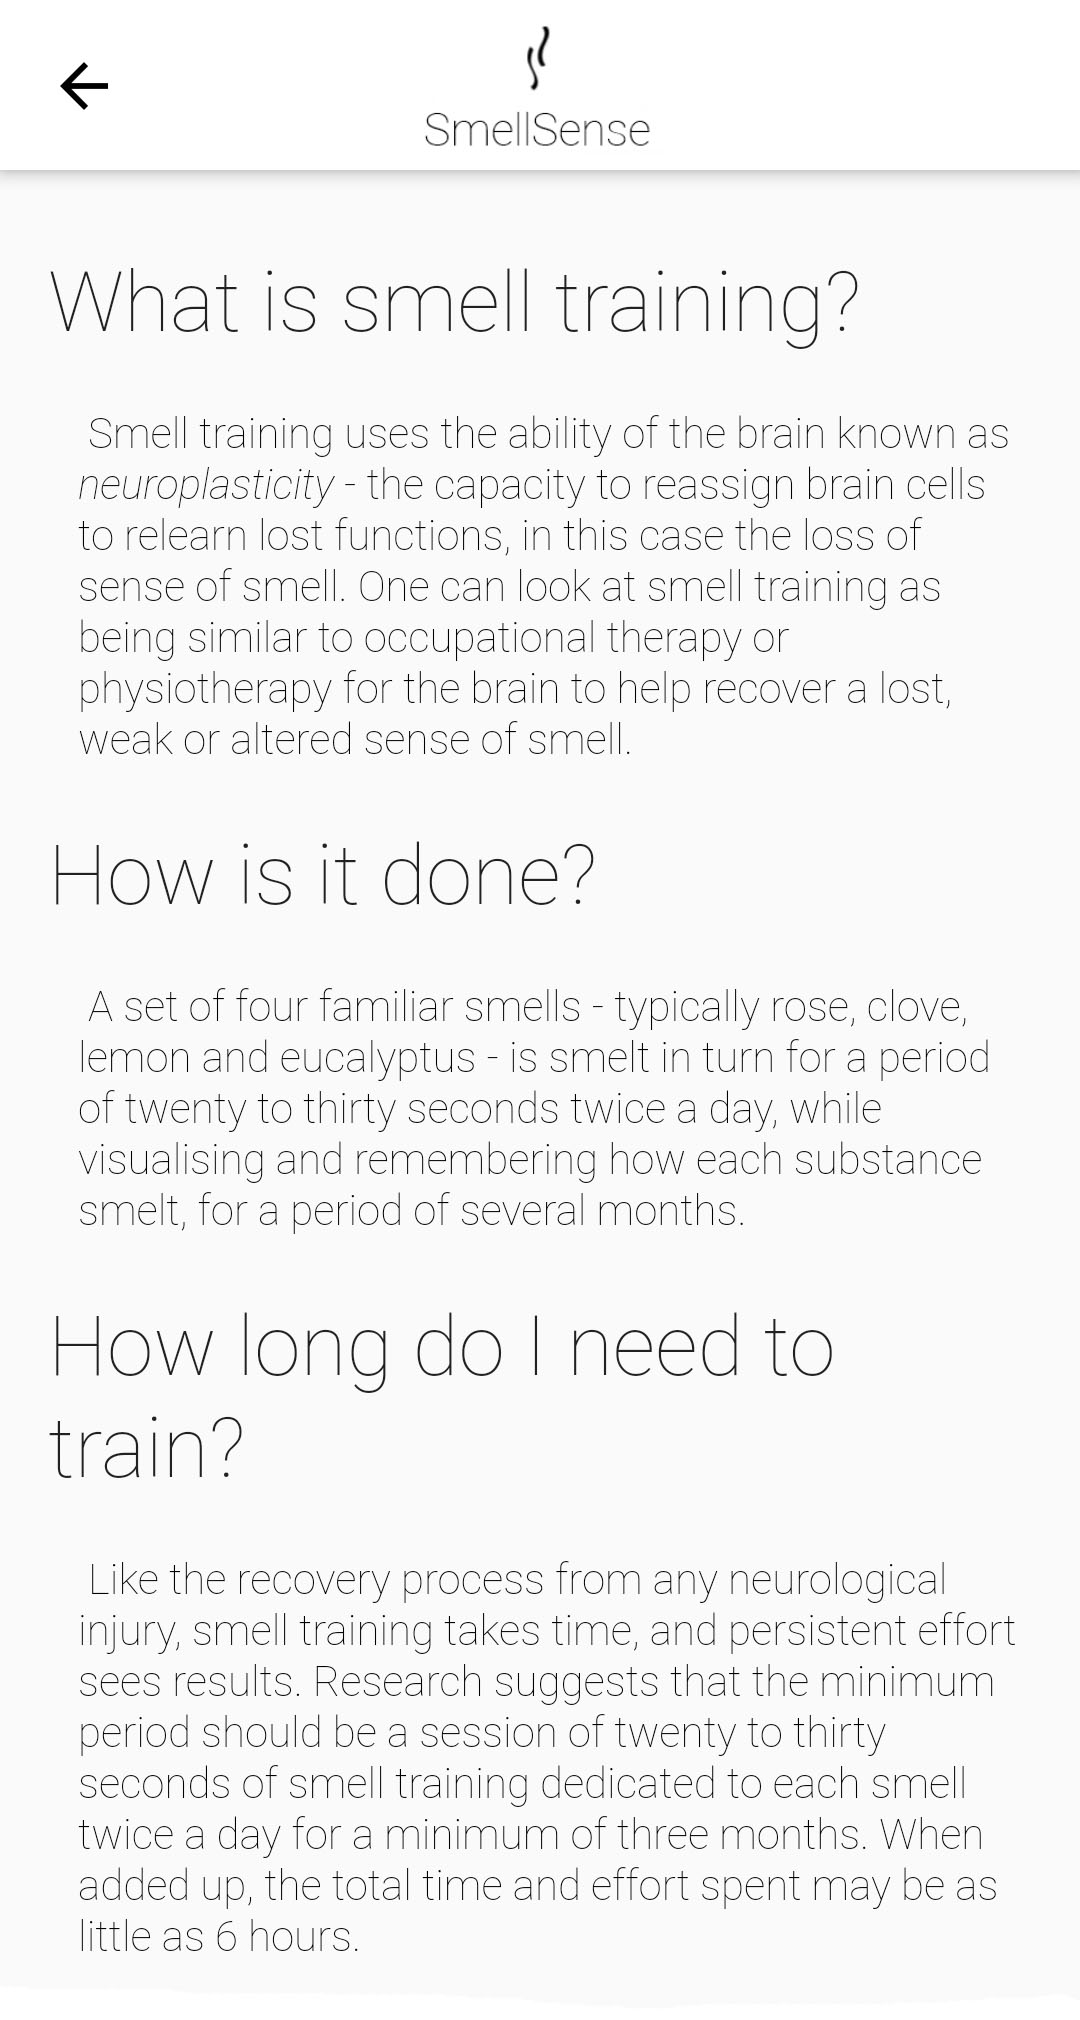 SmellSense
What is smell training?
Smell training uses the ability of the brain known as
neuroplasticity - the capacity to reassign brain cells
to relearn lost functions, in this case the loss of
sense of smell. One can look at smell training as
being similar to occupational therapy or
physiotherapy for the brain to help recover a lost,
weak or altered sense of smell.
How is it done?
A set of four familiar smells - typically rose, clove,
lemon and eucalyptus - is smelt in turn for a period
of twenty to thirty seconds twice a day, while
visualising and remembering how each substance
smelt, for a period of several months.
How long do I need to
train?
Like the recovery process from any neurological
injury, smell training takes time, and persistent effort
sees results. Research suggests that the minimum
period should be a session of twenty to thirty
seconds of smell training dedicated to each smell
twice a day for a minimum of three months. When
added up, the total time and effort spent may be as
little as 6 hours.